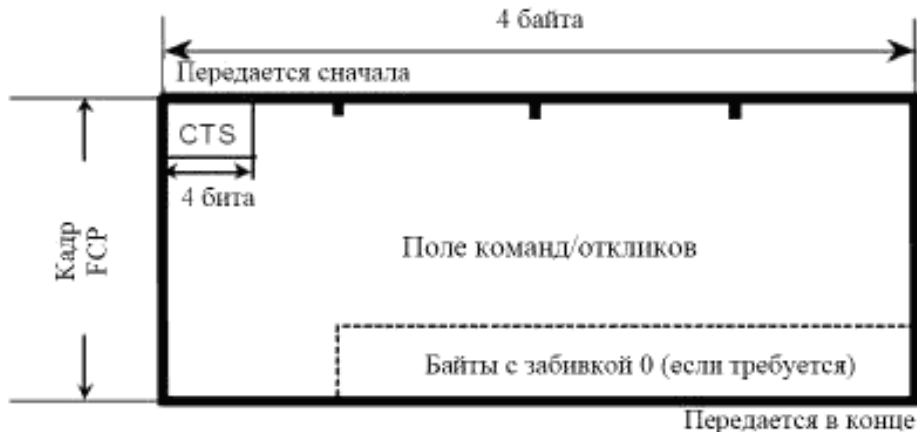 4 байта
Передается сначала
CTS
4 бита
Кадр
FCP
Поле команд/откликов
Байты с забивкой 0 (если требуется)
Передается в конце